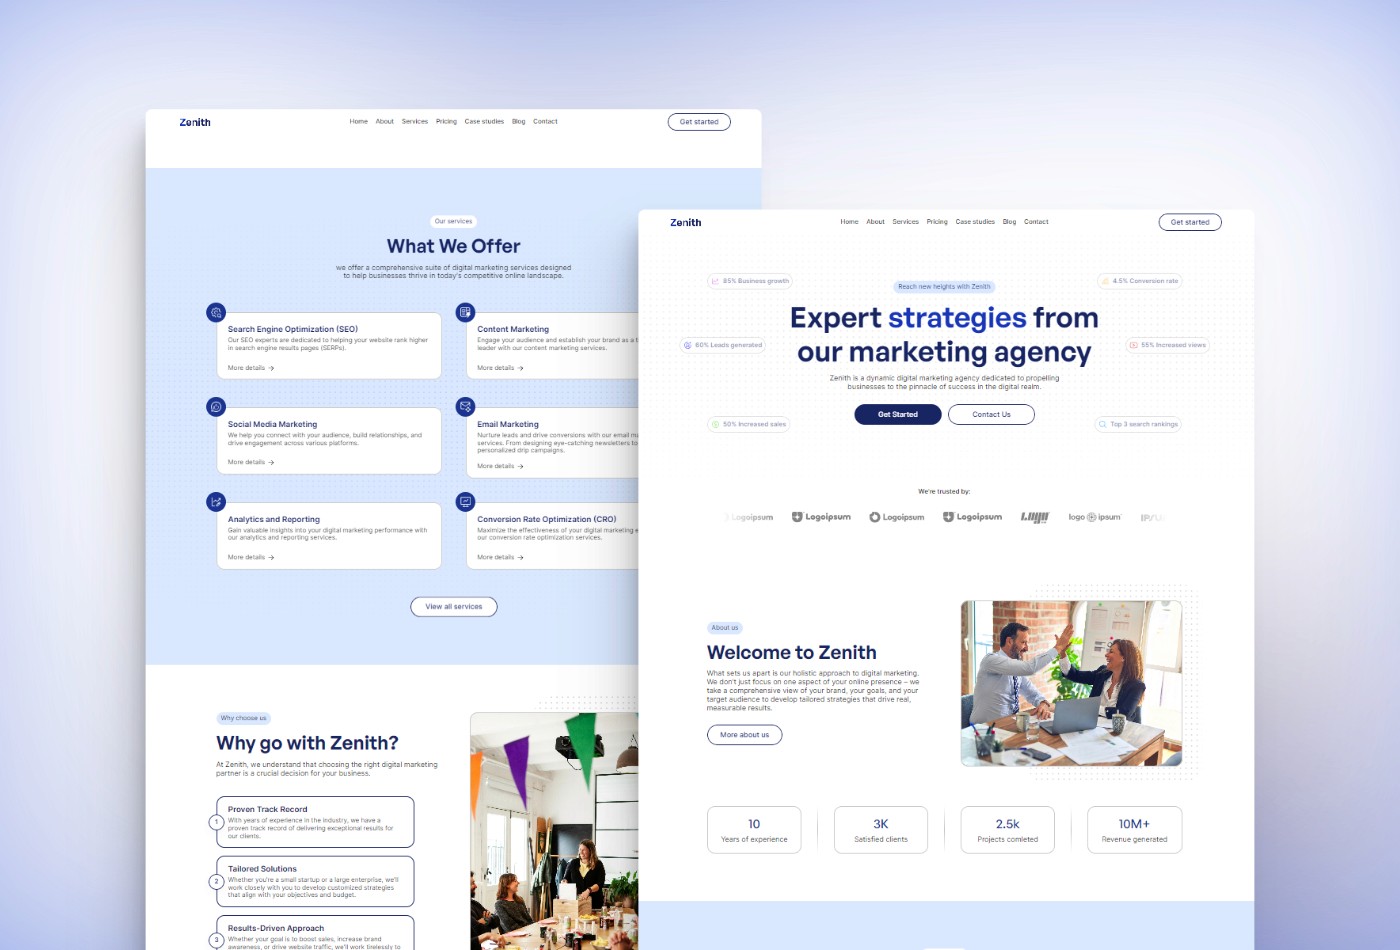 Zenith
Home About Services Pricing Case studies Blog Contact
Get started
Our services
What We Offer
we offer a comprehensive suite of digital marketing services designed
to help businesses thrive in today's competitive online landscape.
Search Engine Optimization (SEO)
Our SEO experts are dedicated to helping your website rank higher
in search engine results pages (SERPs).
More details
Content Marketing
Engage your audience and establish your brand as a
leader with our content marketing services.
More details
Social Media Marketing
We help you connect with your audience, build relationships, and
drive engagement across various platforms.
More details
Email Marketing
Nurture leads and drive conversions with our email
services. From designing eye-catching newsletters to
personalized drip campaigns.
More details
Analytics and Reporting
Gain valuable insights into your digital marketing performance with
our analytics and reporting services.
More details
Conversion Rate Optimization (CRO)
Maximize the effectiveness of your digital marketing
our conversion rate optimization services.
More details
View all services
Why choose us
Why go with Zenith?
At Zenith, we understand that choosing the right digital marketing
partner is a crucial decision for your business.
1
Proven Track Record
With years of experience in the industry, we have a
proven track record of delivering exceptional results for
our clients.
2
Tailored Solutions
Whether you're a small startup or a large enterprise, we'll
work closely with you to develop customized strategies
that align with your objectives and budget.
3
Results-Driven Approach
Whether your goal is to boost sales, increase brand
awareness, or drive website traffic, we'll work tirelessly to
Zenith
Home About Services Pricing Case studies Blog Contact
Get started
85% Business growth
4.5% Conversion rate
Reach new heights with Zenith
Expert strategies from
our marketing agency
60% Leads generated
55% Increased views
Zenith is a dynamic digital marketing agency dedicated to propelling
businesses to the pinnacle of success in the digital realm.
Get Started
Contact Us
50% Increased sales
Top 3 search rankings
We're trusted by:
Logoipsum Logoipsum Logoipsum Logoipsum logo ipsum
About us
Welcome to Zenith
What sets us apart is our holistic approach to digital marketing.
We don't just focus on one aspect of your online presence – we
take a comprehensive view of your brand, your goals, and your
target audience to develop tailored strategies that drive real,
measurable results.
More about us
10
Years of experience
3K
Satisfied clients
2.5k
Projects comleted
10M+
Revenue generated